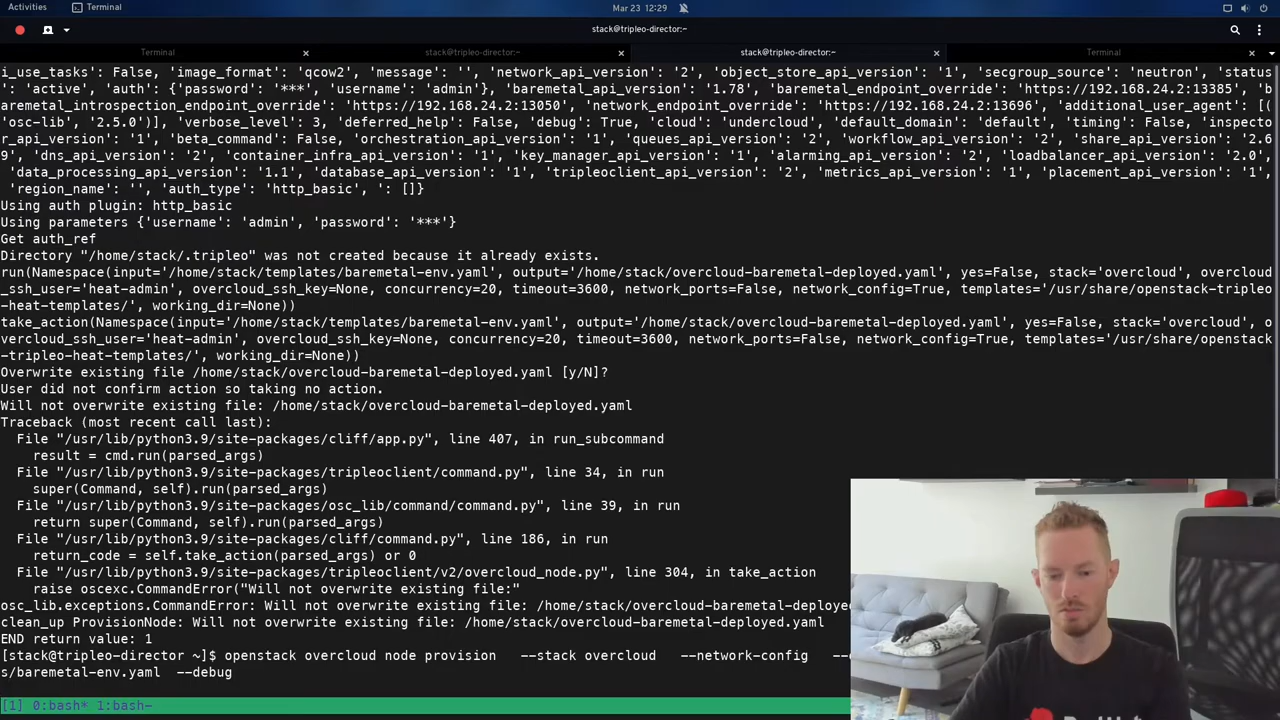 Activities
Terminal
Mar 23 12:29
stack@tripleo-director:~
Terminal
stack@tripleo-director:~
stack@tripleo-director:~
Terminal
i_use_tasks': False, 'image_format': 'qcow2', 'message': '', 'network_api_version': '2', 'object_store_api_version': '1', 'secgroup_source': 'neutron', 'status
': 'active', 'auth': {'password': '***', 'username': 'admin'}, 'baremetal_api_version': '1.78', 'baremetal_endpoint_override': 'https://192.168.24.2:13385', 'b
aremetal_introspection_endpoint_override': 'https://192.168.24.2:13050', 'network_endpoint_override': 'https://192.168.24.2:13696', 'additional_user_agent': [(
'osc-lib', '2.5.0')], 'verbose_level': 3, 'deferred_help': False, 'debug': True, 'cloud': 'undercloud', 'default_domain': 'default', 'timing': False, 'inspect
or_api_version': '1', 'beta_command': False, 'orchestration_api_version': '1', 'queues_api_version': '2', 'workflow_api_version': '2', 'share_api_version': '2.6
9', 'dns_api_version': '2', 'container_infra_api_version': '1', 'key_manager_api_version': '1', 'alarming_api_version': '2', 'loadbalancer_api_version': '2.0',
'data_processing_api_version': '1.1', 'database_api_version': '1', 'tripleoclient_api_version': '2', 'metrics_api_version': '1', 'placement_api_version': '1',
'region_name': '', 'auth_type': 'http_basic', ': []}
Using auth plugin: http_basic
Using parameters {'username': 'admin', 'password': '***'}
Get auth_ref
Directory "/home/stack/.tripleo" was not created because it already exists.
run(Namespace(input='/home/stack/templates/baremetal-env.yaml', output='/home/stack/overcloud-baremetal-deployed.yaml', yes=False, stack='overcloud', overcloud
_ssh_user='heat-admin', overcloud_ssh_key=None, concurrency=20, timeout=3600, network_ports=False, network_config=True, templates='/usr/share/openstack-tripleo
-heat-templates/', working_dir=None))
take_action(Namespace(input='/home/stack/templates/baremetal-env.yaml', output='/home/stack/overcloud-baremetal-deployed.yaml', yes=False, stack='overcloud', o
vercloud_ssh_user='heat-admin', overcloud_ssh_key=None, concurrency=20, timeout=3600, network_ports=False, network_config=True, templates='/usr/share/openstack
-tripleo-heat-templates/', working_dir=None))
Overwrite existing file /home/stack/overcloud-baremetal-deployed.yaml [y/N]?
User did not confirm action so taking no action.
Will not overwrite existing file: /home/stack/overcloud-baremetal-deployed.yaml
Traceback (most recent call last):
File "/usr/lib/python3.9/site-packages/cliff/app.py", line 407, in run_subcommand
result = cmd.run(parsed_args)
File "/usr/lib/python3.9/site-packages/tripleoclient/command.py", line 34, in run
super(Command, self).run(parsed_args)
File "/usr/lib/python3.9/site-packages/osc_lib/command/command.py", line 39, in run
return super(Command, self).run(parsed_args)
File "/usr/lib/python3.9/site-packages/cliff/command.py", line 186, in run
return_code = self.take_action(parsed_args) or 0
File "/usr/lib/python3.9/site-packages/tripleoclient/v2/overcloud_node.py", line 304, in take_action
raise oscexc.CommandError("Will not overwrite existing file:"
osc_lib.exceptions.CommandError: Will not overwrite existing file: /home/stack/overcloud-baremetal-deploye
clean_up ProvisionNode: Will not overwrite existing file: /home/stack/overcloud-baremetal-deployed.yaml
END return value: 1
[stack@tripleo-director ~]$ openstack overcloud node provision --stack overcloud --network-config --
s/baremetal-env.yaml --debug
[1] 0:bash* 1:bash-